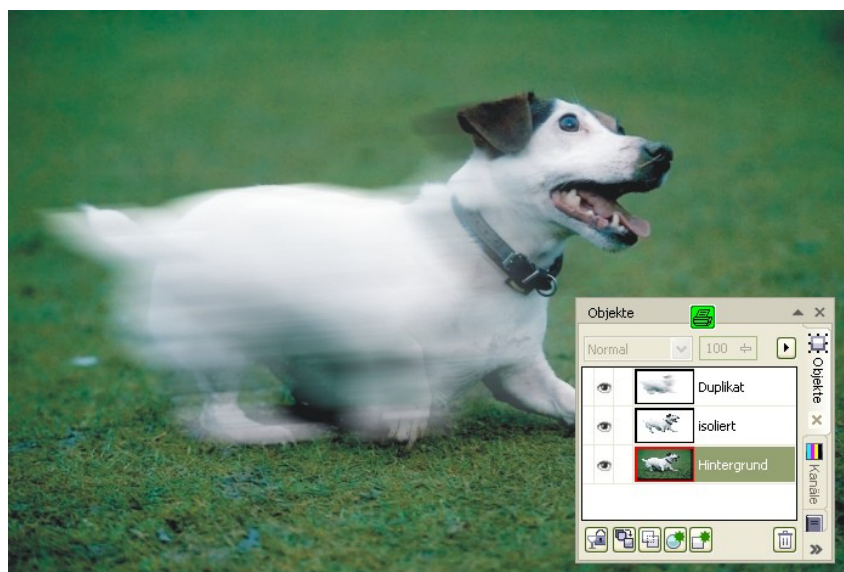 Objekte
Normal
100
Objekte
Duplikat
isoliert
Hintergrund
Kanäle